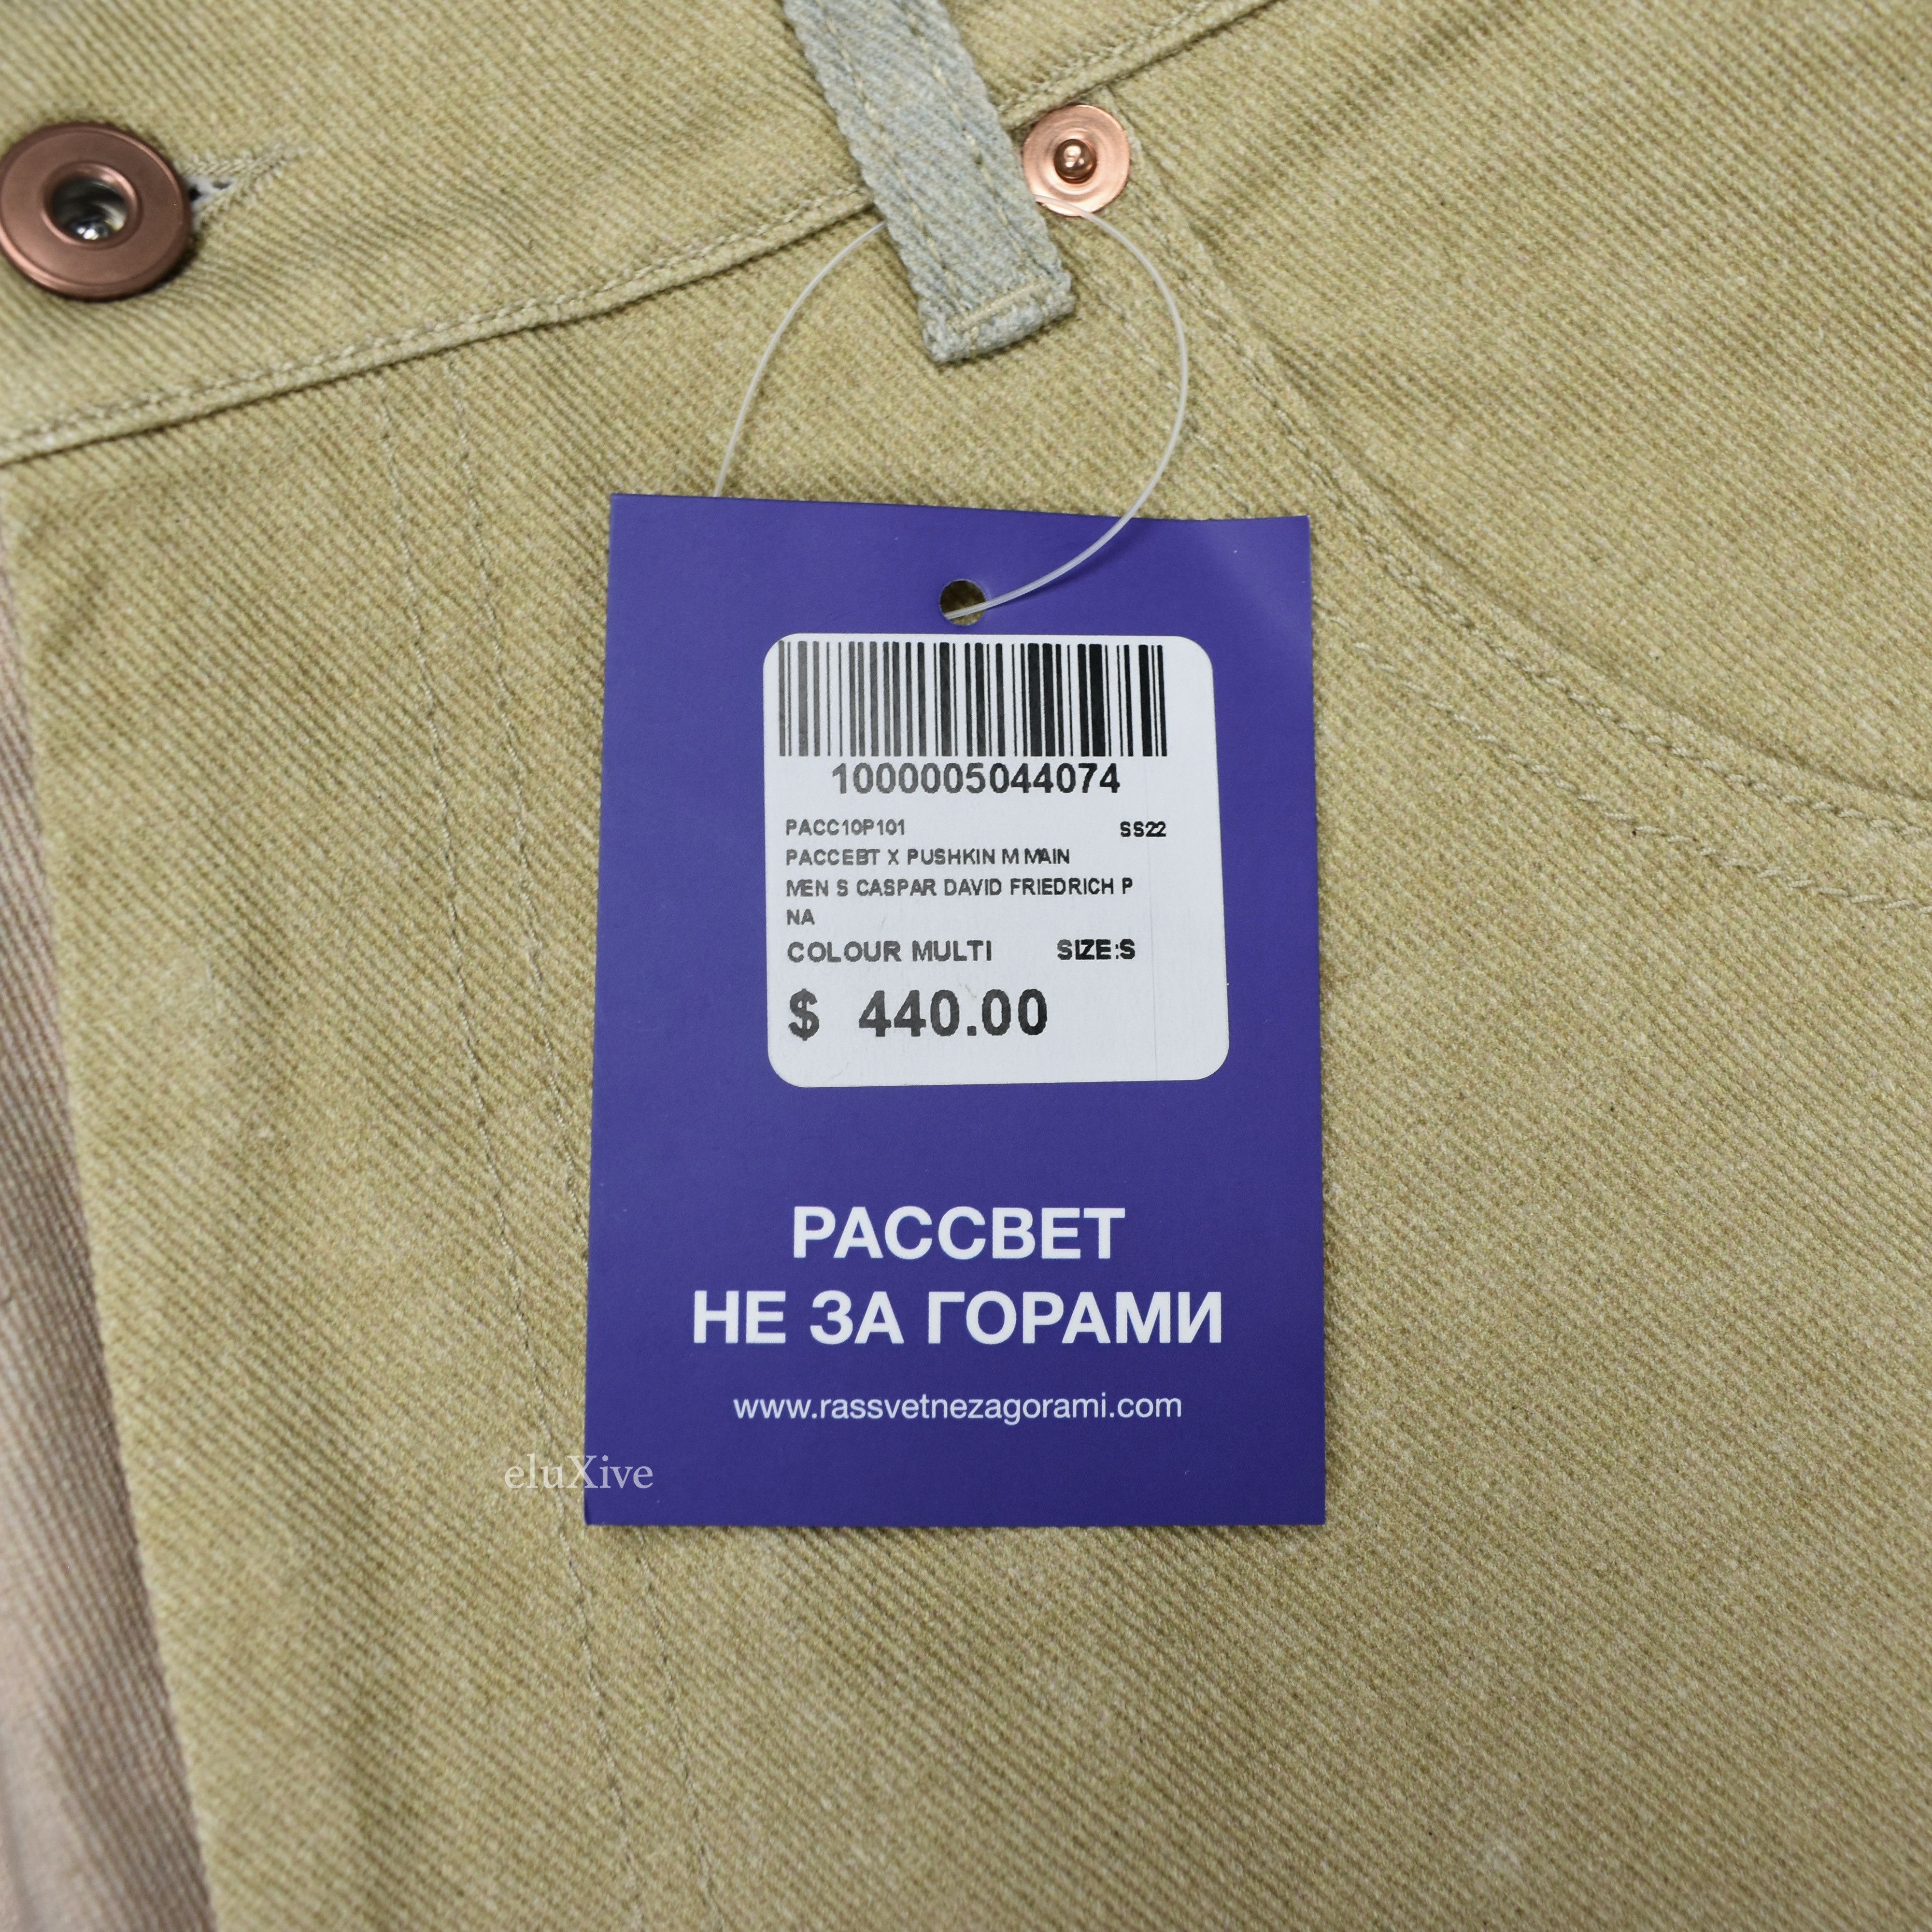 1000005044074
PACC10P101 SS22
PACCEBT X PUSHKIN M MAIN
MEN S CASPAR DAVID FRIEDRICH P
NA
COLOUR MULTI SIZE:S
$ 440.00
РАССВЕТ
НЕ ЗА ГОРАМИ
www.rassvetnezagorami.com
eluXive